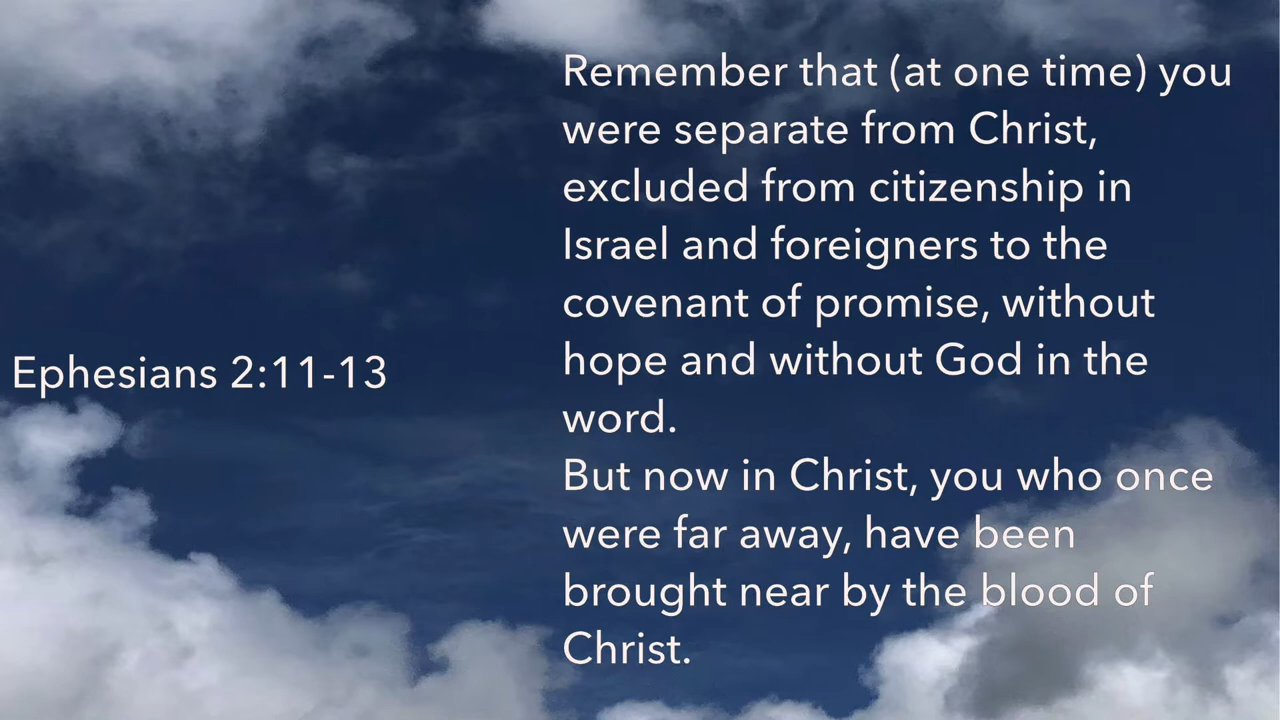 Ephesians 2:11-13
Remember that (at one time) you
were separate from Christ,
excluded from citizenship in
Israel and foreigners to the
covenant of promise, without
hope and without God in the
word.
But now in Christ, you who once
were far away, have been
brought near by the blood of
Christ.